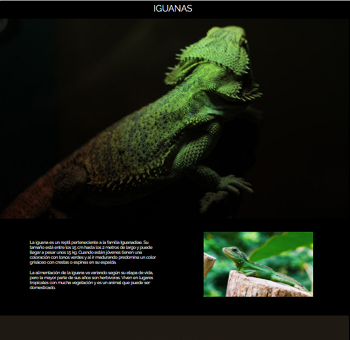 IGUANAS
La iguana es un reptil perteneciente a la familia Iguanadiae. Su
tamaño está entre los 15 cm hasta los 2 metros de largo y puede
llegar a pesar unos 15 kg. Cuando están jóvenes tienen una
coloración con tonos verdes y al ir madurando predomina un color
grisáceo con crestas o espinas en su espalda.
La alimentación de la iguana va variando según su etapa de vida,
pero la mayor parte de sus años son herbívoras. Viven en lugares
tropicales con mucha vegetación y es un animal que puede ser
domesticado.